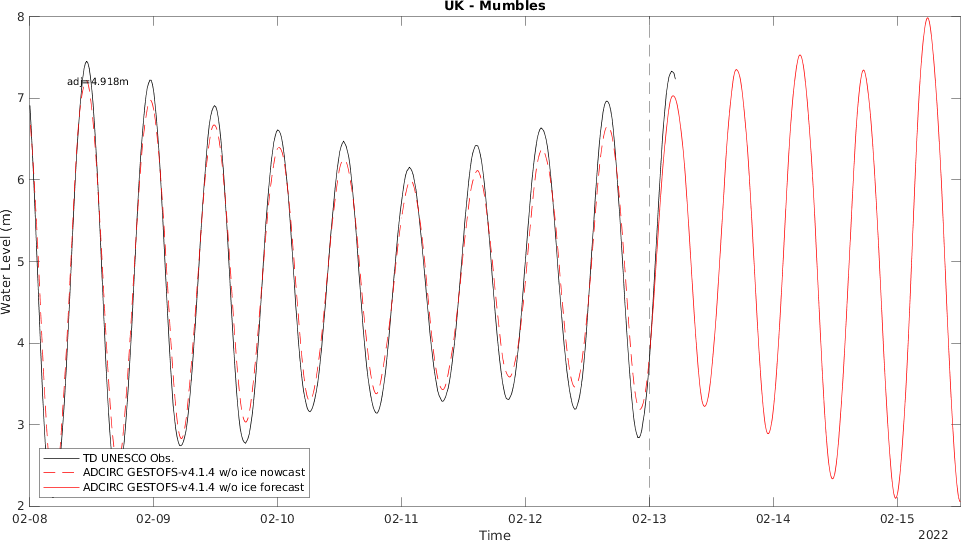 UK - Mumbles
8
7
6
5
4
3
2
Water Level (m)
adj=4.918m
TD UNESCO Obs.
ADCIRC GESTOFS-v4.1.4 w/o ice nowcast
ADCIRC GESTOFS-v4.1.4 w/o ice forecast
02-08 02-09 02-10 02-11 02-12 02-13 02-14 02-15
Time
2022